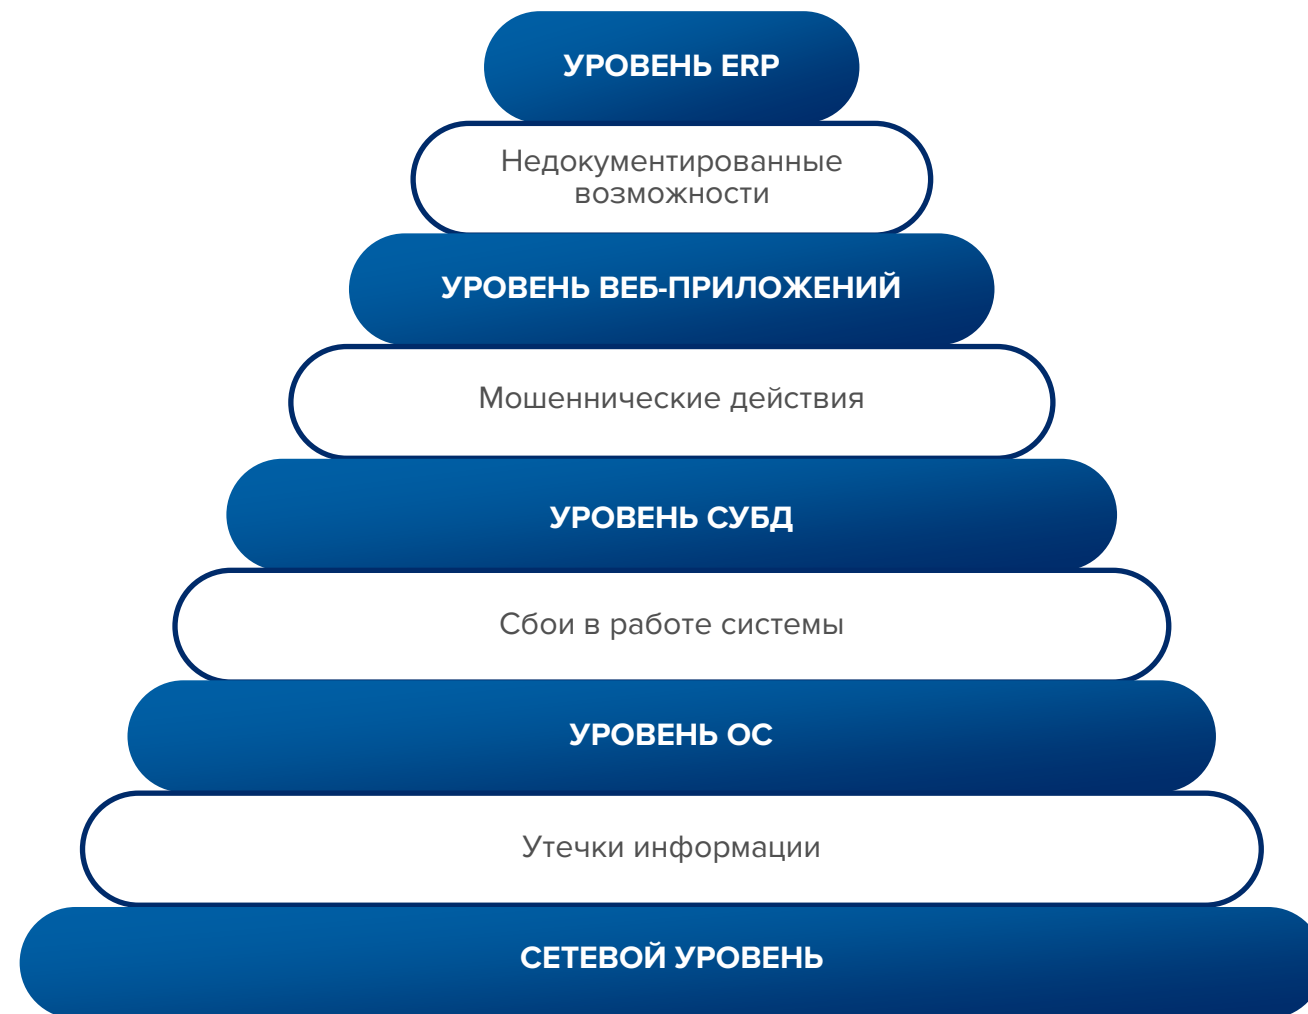 УРОВЕНЬ ERP
Недокументированные
возможности
УРОВЕНЬ ВЕБ-ПРИЛОЖЕНИЙ
Мошеннические действия
УРОВЕНЬ СУБД
Сбои в работе системы
УРОВЕНЬ ОС
Утечки информации
СЕТЕВОЙ УРОВЕНЬ